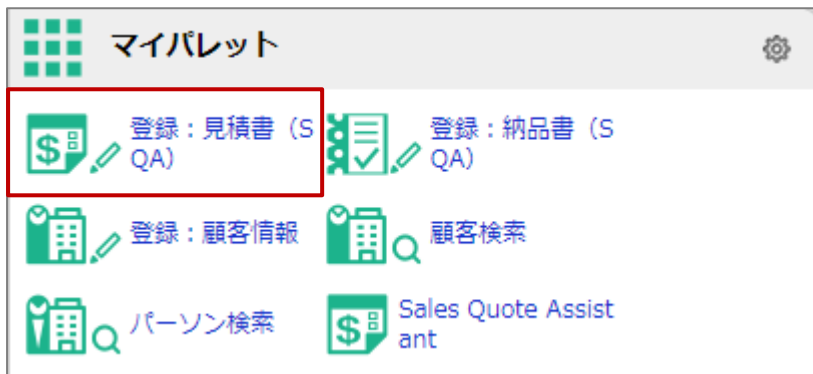 マイパレット
登録：見積書（S
QA）
登録：納品書（S
QA）
登録：顧客情報
顧客検索
パーソン検索
Sales Quote Assist
ant